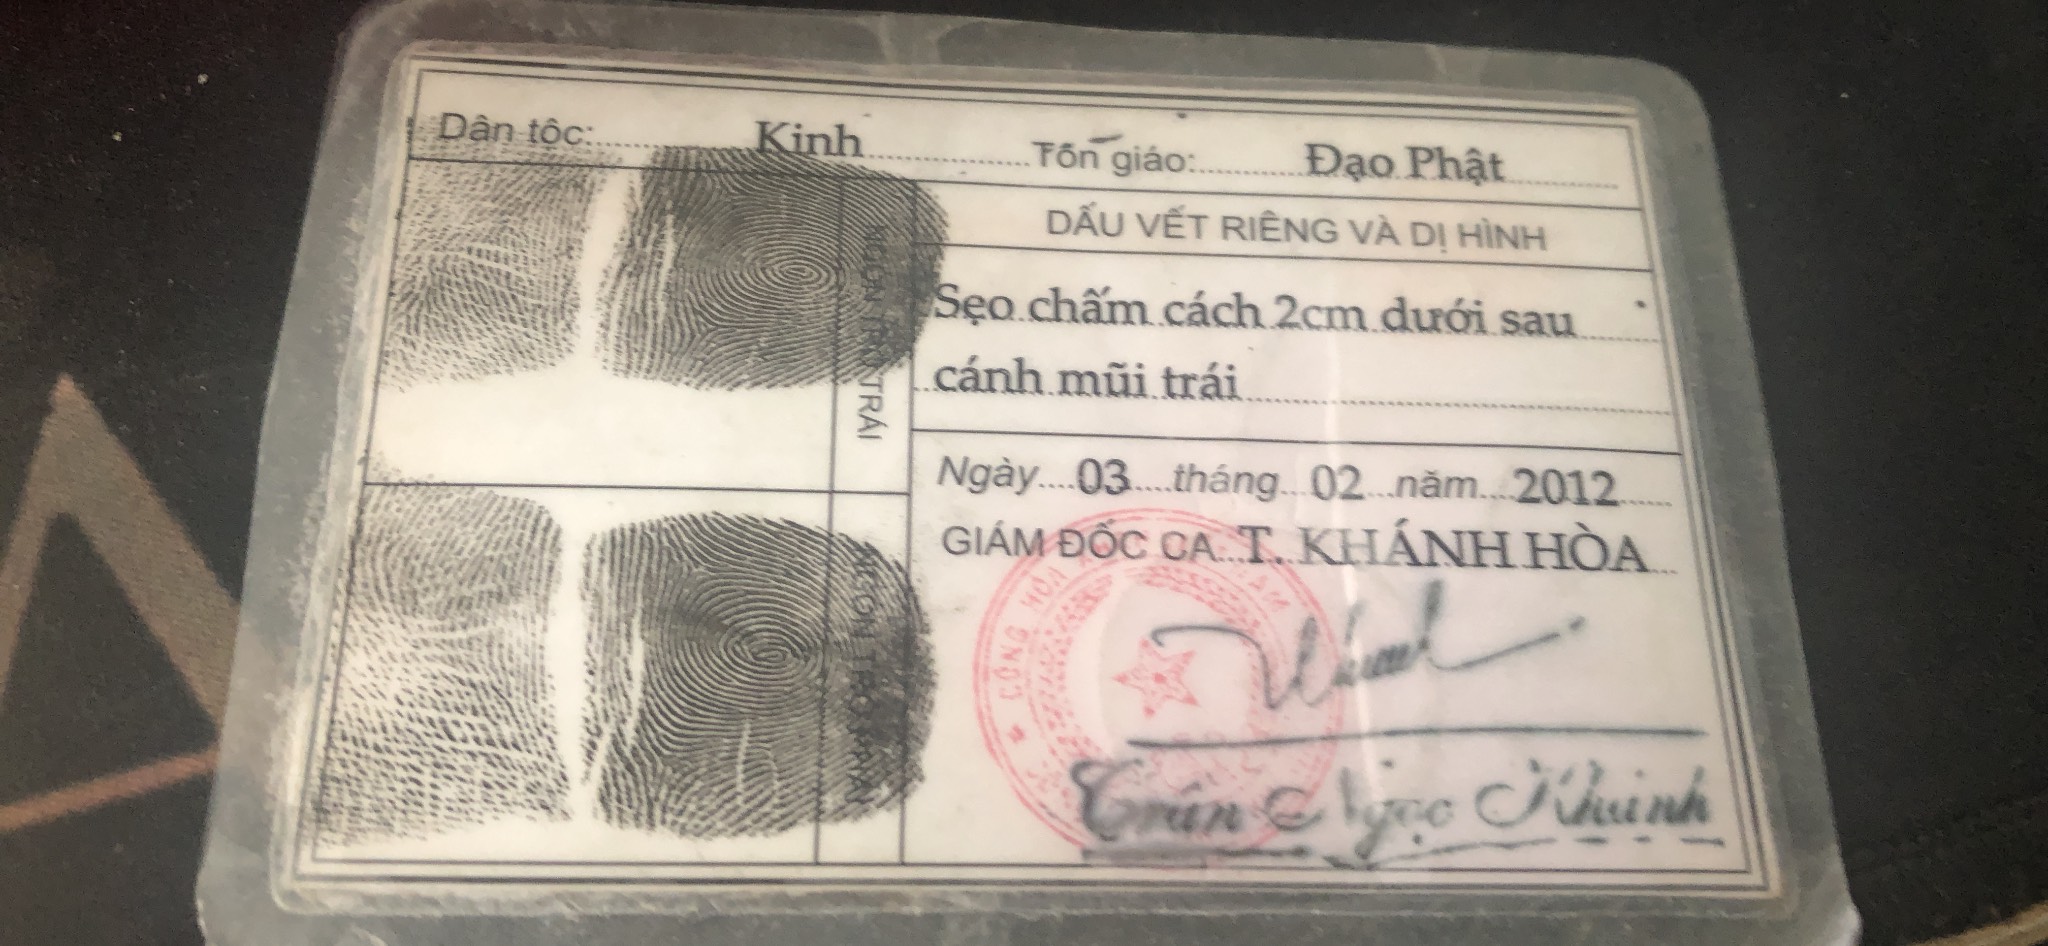 Dân tộc: Kinh Tôn giáo: Đạo Phật
DẤU VẾT RIÊNG VÀ DỊ HÌNH
Sẹo chấm cách 2cm dưới sau
cánh mũi trái
NGÓN TRỎ TRÁI
Ngày 03 tháng 02 năm 2012
GIÁM ĐỐC CA T. KHÁNH HÒA
NGÓN TRỎ PHẢI
CỘNG HÒA NAM
Trần Ngọc Khánh